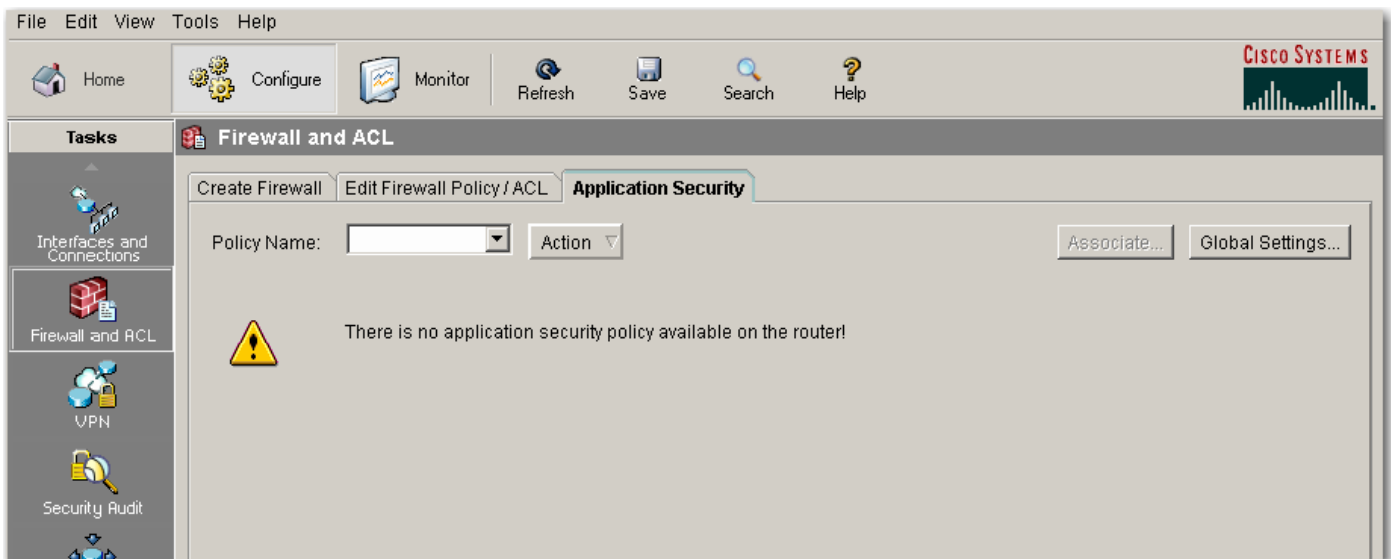 File Edit View Tools Help
Home
Configure
Monitor
Refresh
Save
Search
Help
CISCO SYSTEMS
Tasks
Firewall and ACL
Interfaces and
Connections
Firewall and ACL
VPN
Security Audit
Create Firewall
Edit Firewall Policy / ACL
Application Security
Policy Name:
Action
Associate...
Global Settings...
There is no application security policy available on the router!